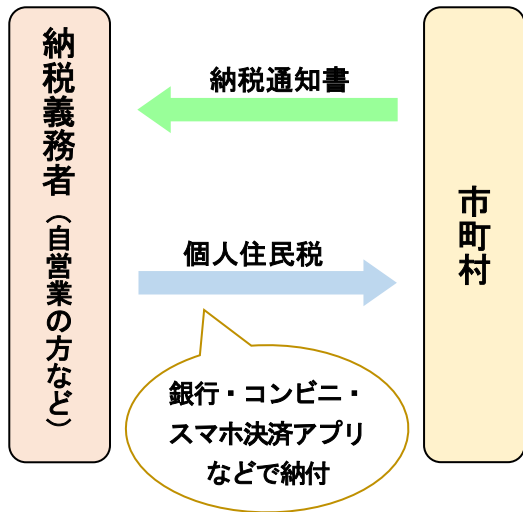 納税義務者（自営業の方など）
納税通知書
個人住民税
銀行・コンビニ・
スマホ決済アプリ
などで納付
市町村